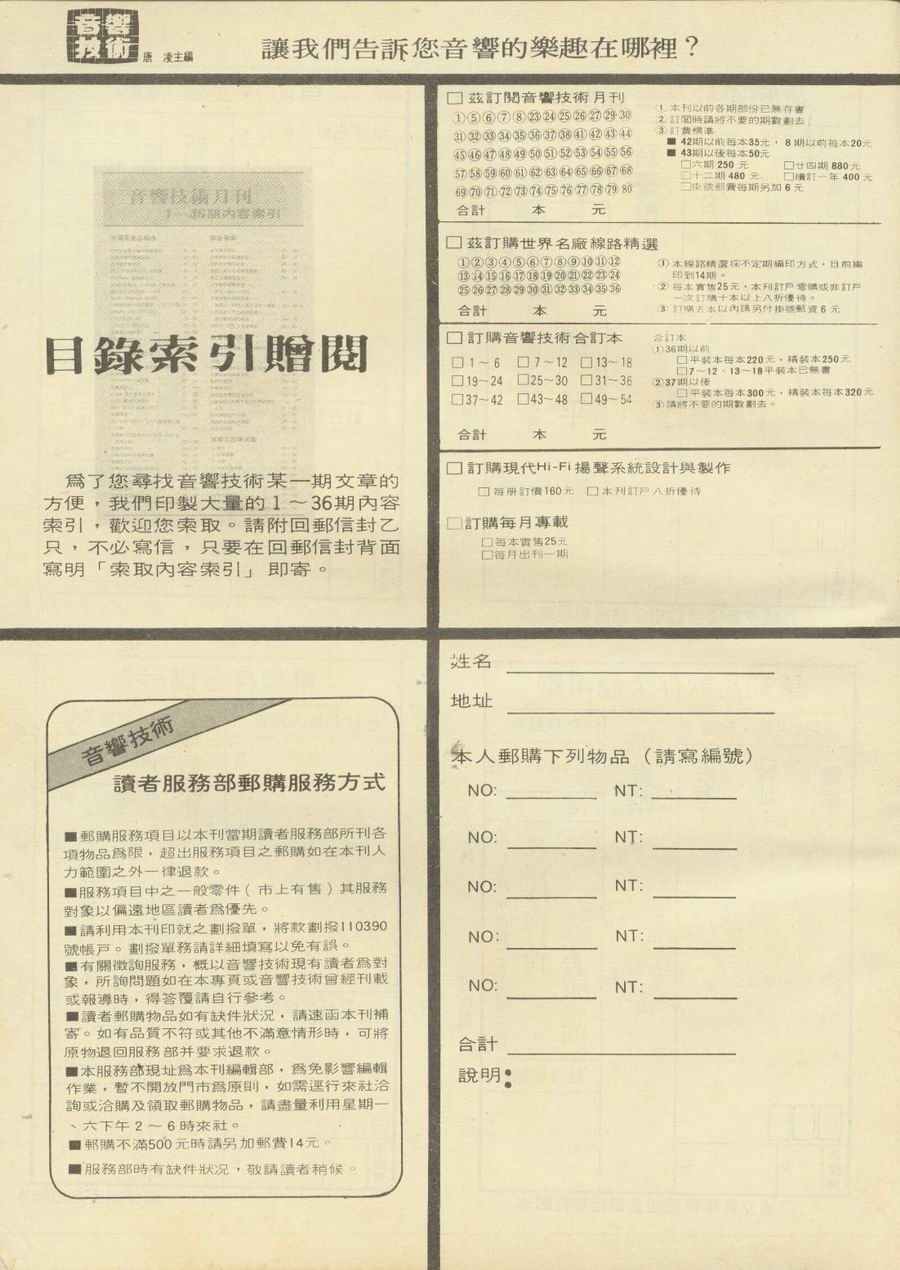 音響技術
唐 凌主編
讓我們告訴您音響的樂趣在哪裡？
音響技術月刊
1～36期內容索引
目錄索引贈閱
爲了您尋找音響技術某一期文章的
方便，我們印製大量的1～36期內容
索引，歡迎您索取。請附回郵信封乙
只，不必寫信，只要在回郵信封背面
寫明「索取內容索引」即寄。
□茲訂閱音響技術月刊
①⑤⑥⑦⑧㉓㉔㉕㉖㉗㉘㉙㉚
㉛㉜㉝㉞㉟㊱㊲㊳㊶㊷㊸㊹
㊺㊻㊼㊽㊾㊿51 52 53 54 55 56
57 58 59 60 61 62 63 64 65 66 67 68
69 70 71 72 73 74 75 76 77 78 79 80
合計 本 元
①本刊以前各期部份已無存書
②訂閱時請將不要的期數劃去
③訂費標準
■42期以前每本35元，8期以前每本20元
■43期以後每本50元
□六期250元 □廿四期880元
□十二期480元. □續訂一年400元
□掛號郵費每期另加6元
□茲訂購世界名廠線路精選
①②③④⑤⑥⑦⑧⑨⑩⑪⑫
⑬⑭⑮⑯⑰⑱⑲⑳㉑㉒㉓㉔
㉕㉖㉗㉘㉙㉚㉛㉜㉝㉞㉟㊱
合計 本 元
①本線路精選採不定期編印方式，目前編
印到14期。
②每本實售25元，本刊訂戶零購或非訂戶
一次訂購十本以上八折優待。
③訂購五本以內請另付掛號郵資6元
□訂購音響技術合訂本
□1～6 □7～12 □13～18
□19～24 □25～30 □31～36
□37～42 □43～48 □49～54
合計 本 元
合訂本
①36期以前
□平裝本每本220元，精裝本250元
□7～12、13～18平裝本已無書
②37期以後
□平裝本每本300元，精裝本每本320元
③請將不要的期數劃去。
□訂購現代Hi-Fi揚聲系統設計與製作
□每册訂價160元 □本刊訂戶八折優待
□訂購每月專載
□每本實售25元
□每月出刊一期
音響技術
讀者服務部郵購服務方式
■郵購服務項目以本刊當期讀者服務部所刊各
項物品爲限，超出服務項目之郵購如在本刊人
力範圍之外一律退款。
■服務項目中之一般零件（市上有售）其服務
對象以偏遠地區讀者爲優先。
■請利用本刊印就之劃撥單，將款劃撥110390
號帳戶。劃撥單務請詳細填寫以免有誤。
■有關徵詢服務，概以音響技術現有讀者爲對
象，所詢問題如在本專頁或音響技術曾經刊載
或報導時，得答覆請自行參考。
■讀者郵購物品如有缺件狀況，請速函本刊補
寄。如有品質不符或其他不滿意情形時，可將
原物退回服務部并要求退款。
■本服務部現址爲本刊編輯部，爲免影響編輯
作業，暫不開放門市爲原則，如需逕行來社洽
詢或洽購及領取郵購物品，請盡量利用星期一
、六下午2～6時來社。
■郵購不滿500元時請另加郵費14元。
■服務部時有缺件狀况，敬請讀者稍候。
姓名
地址
本人郵購下列物品（請寫編號）
NO: NT:
NO: NT:
NO: NT:
NO: NT:
NO: NT:
合計
說明：